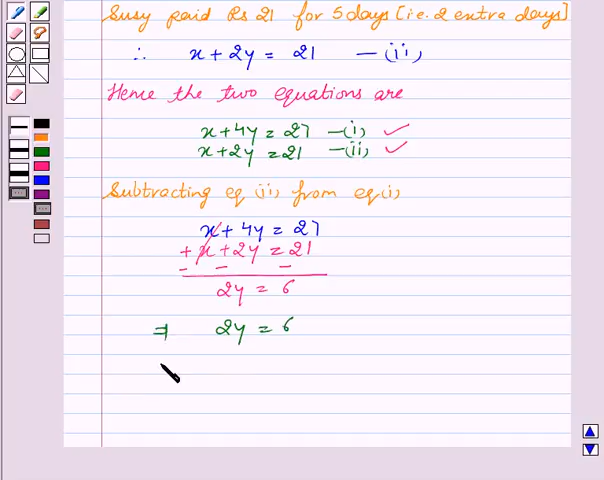 Susy paid Rs 21 for 5 days [i.e. 2 extra days]
∴ x + 2y = 21 — (ii)
Hence the two equations are
x + 4y = 27 — (i) ✓
x + 2y = 21 — (ii) ✓
Subtracting eq (ii) from eq (i)
x + 4y = 27
+ x + 2y = 21
− − −
2y = 6
⇒ 2y = 6